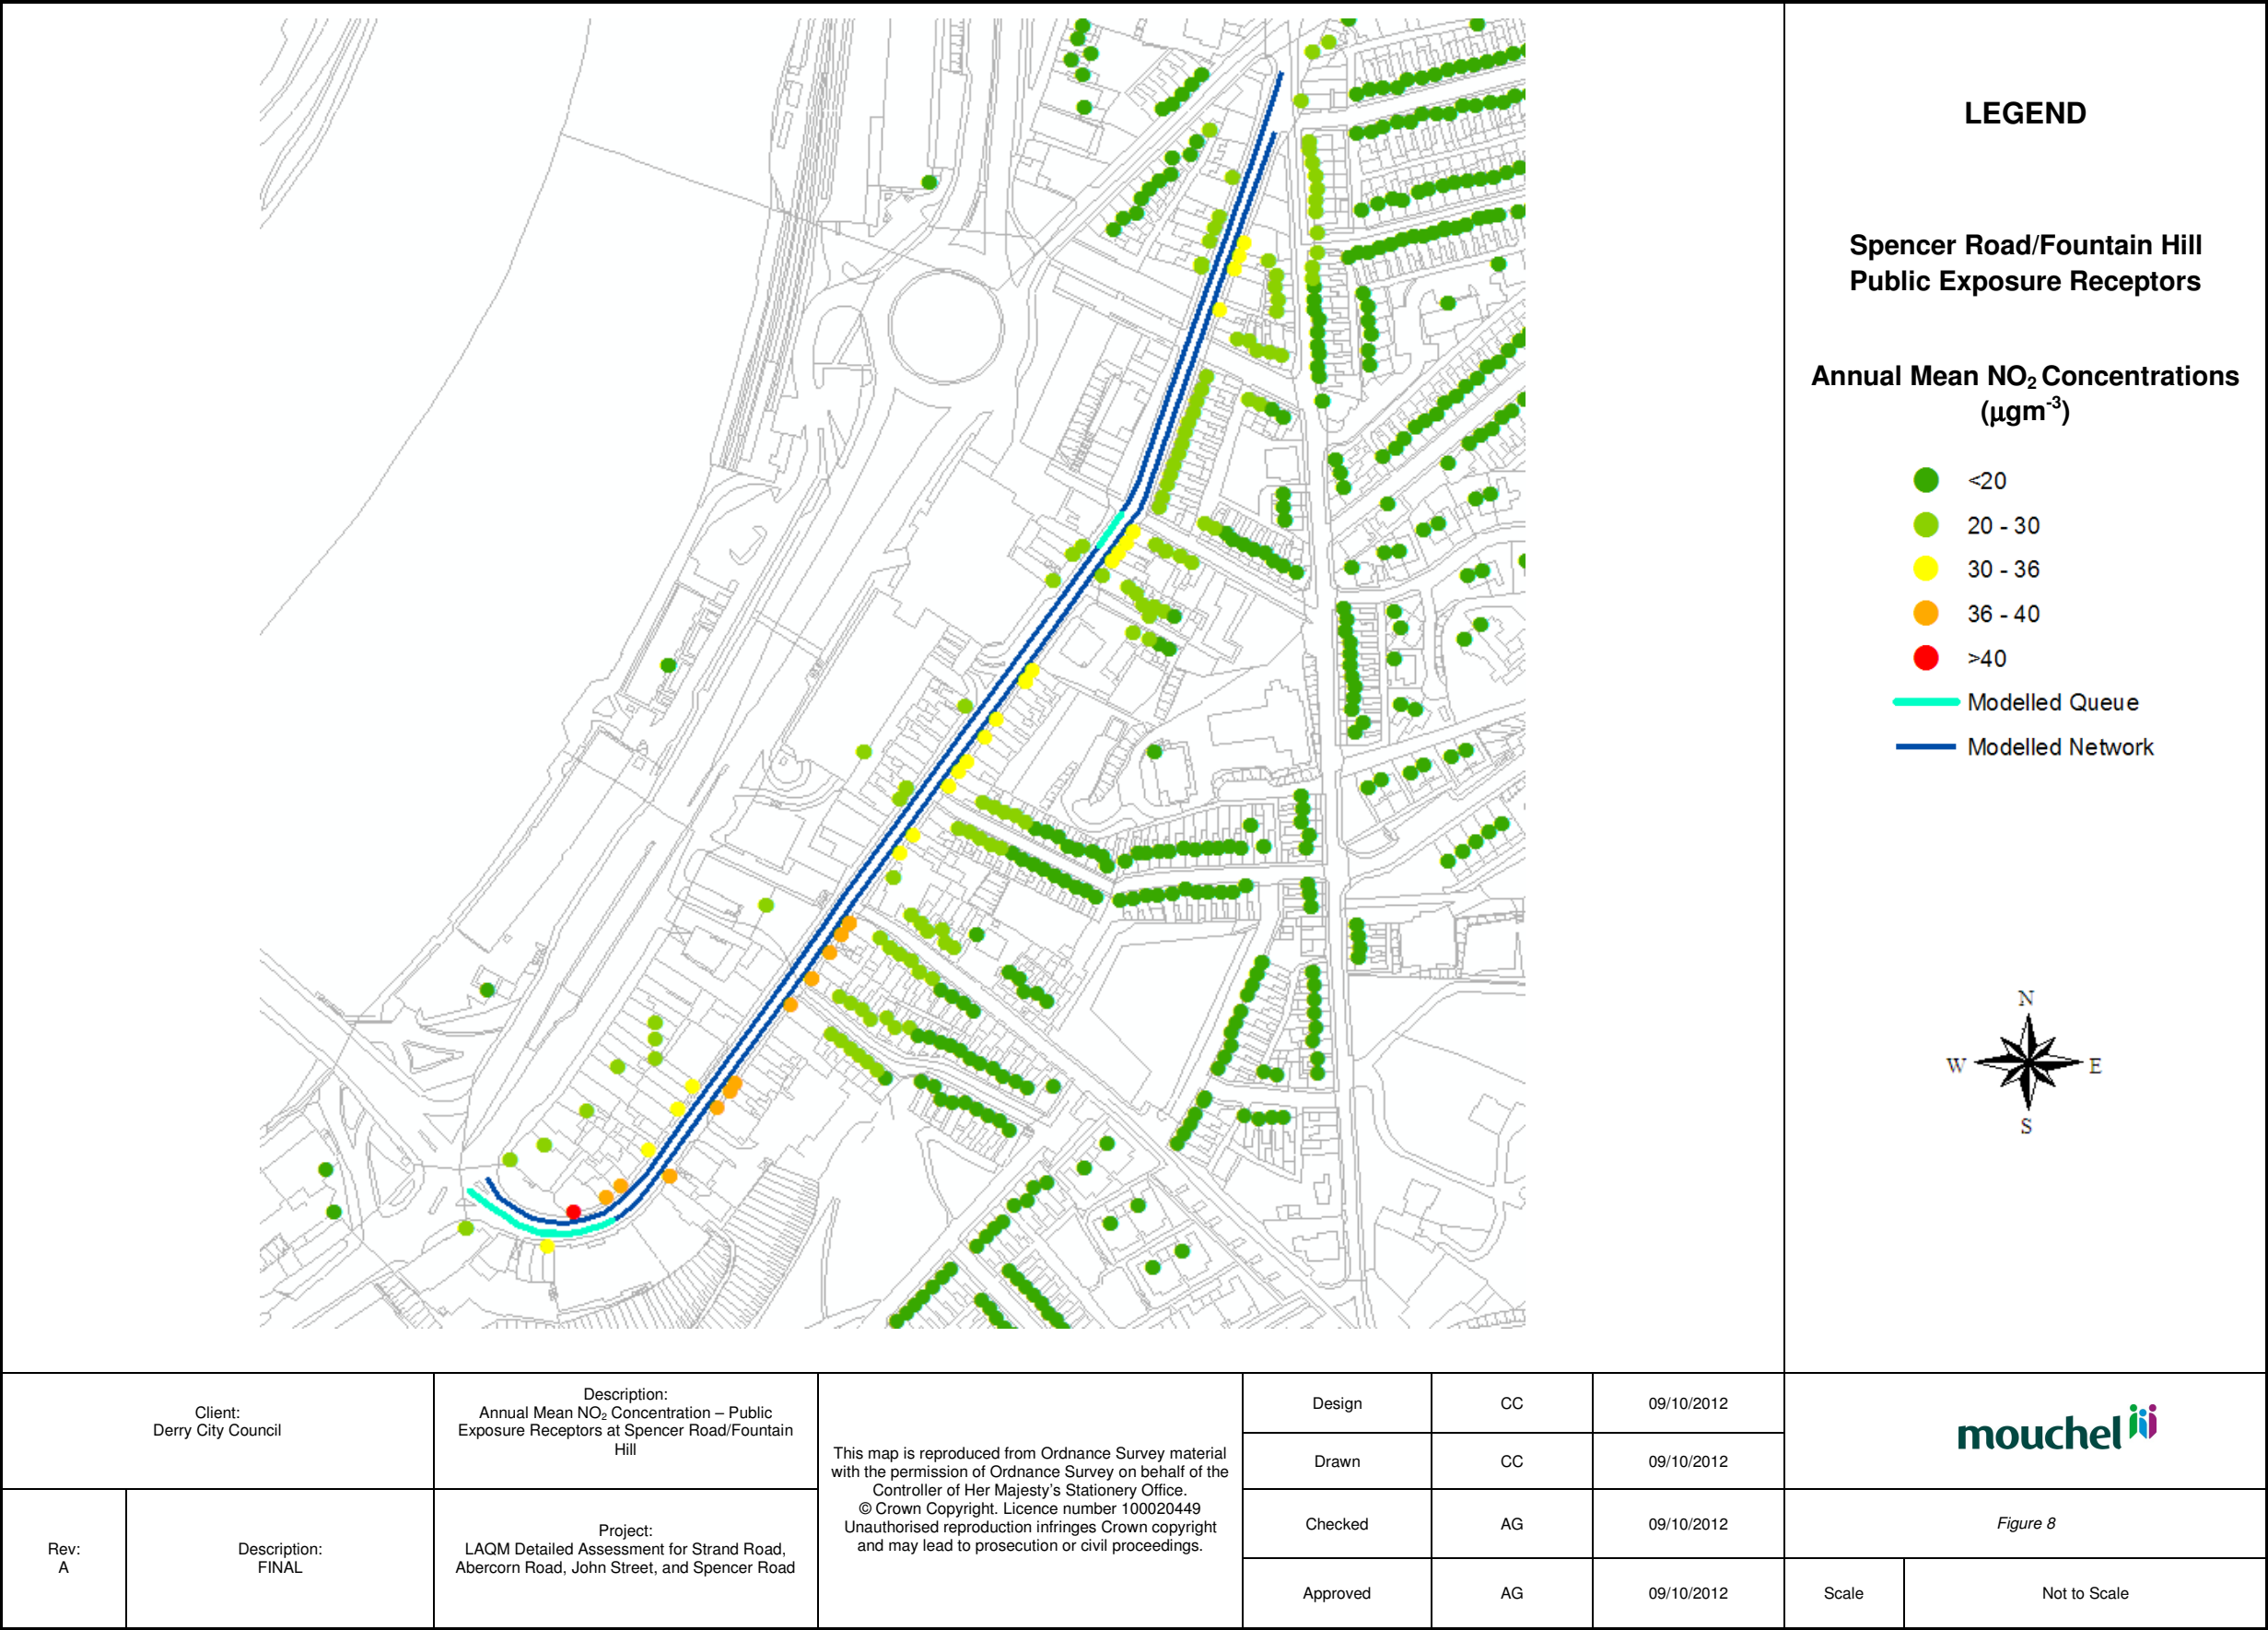 LEGEND
Spencer Road/Fountain Hill
Public Exposure Receptors
Annual Mean NO₂ Concentrations
(µgm⁻³)
<20
20 - 30
30 - 36
36 - 40
>40
Modelled Queue
Modelled Network
N
W E
S
Client:
Derry City Council
Description:
Annual Mean NO₂ Concentration – Public
Exposure Receptors at Spencer Road/Fountain
Hill
Rev:
A
Description:
FINAL
Project:
LAQM Detailed Assessment for Strand Road,
Abercorn Road, John Street, and Spencer Road
This map is reproduced from Ordnance Survey material
with the permission of Ordnance Survey on behalf of the
Controller of Her Majesty's Stationery Office.
© Crown Copyright. Licence number 100020449
Unauthorised reproduction infringes Crown copyright
and may lead to prosecution or civil proceedings.
Design CC 09/10/2012
Drawn CC 09/10/2012
Checked AG 09/10/2012
Approved AG 09/10/2012
mouchel
Figure 8
Scale Not to Scale